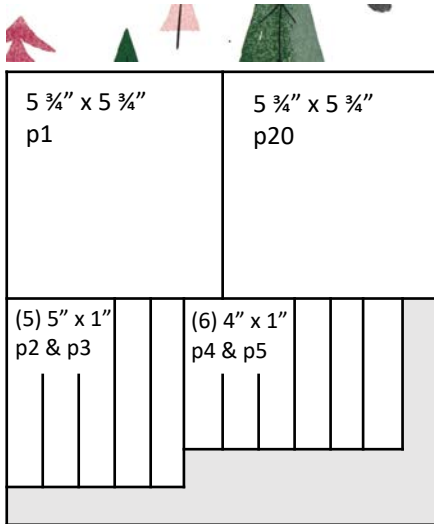 5 ¾” x 5 ¾”
p1
5 ¾” x 5 ¾”
p20
(5) 5” x 1”
p2 & p3
(6) 4” x 1”
p4 & p5